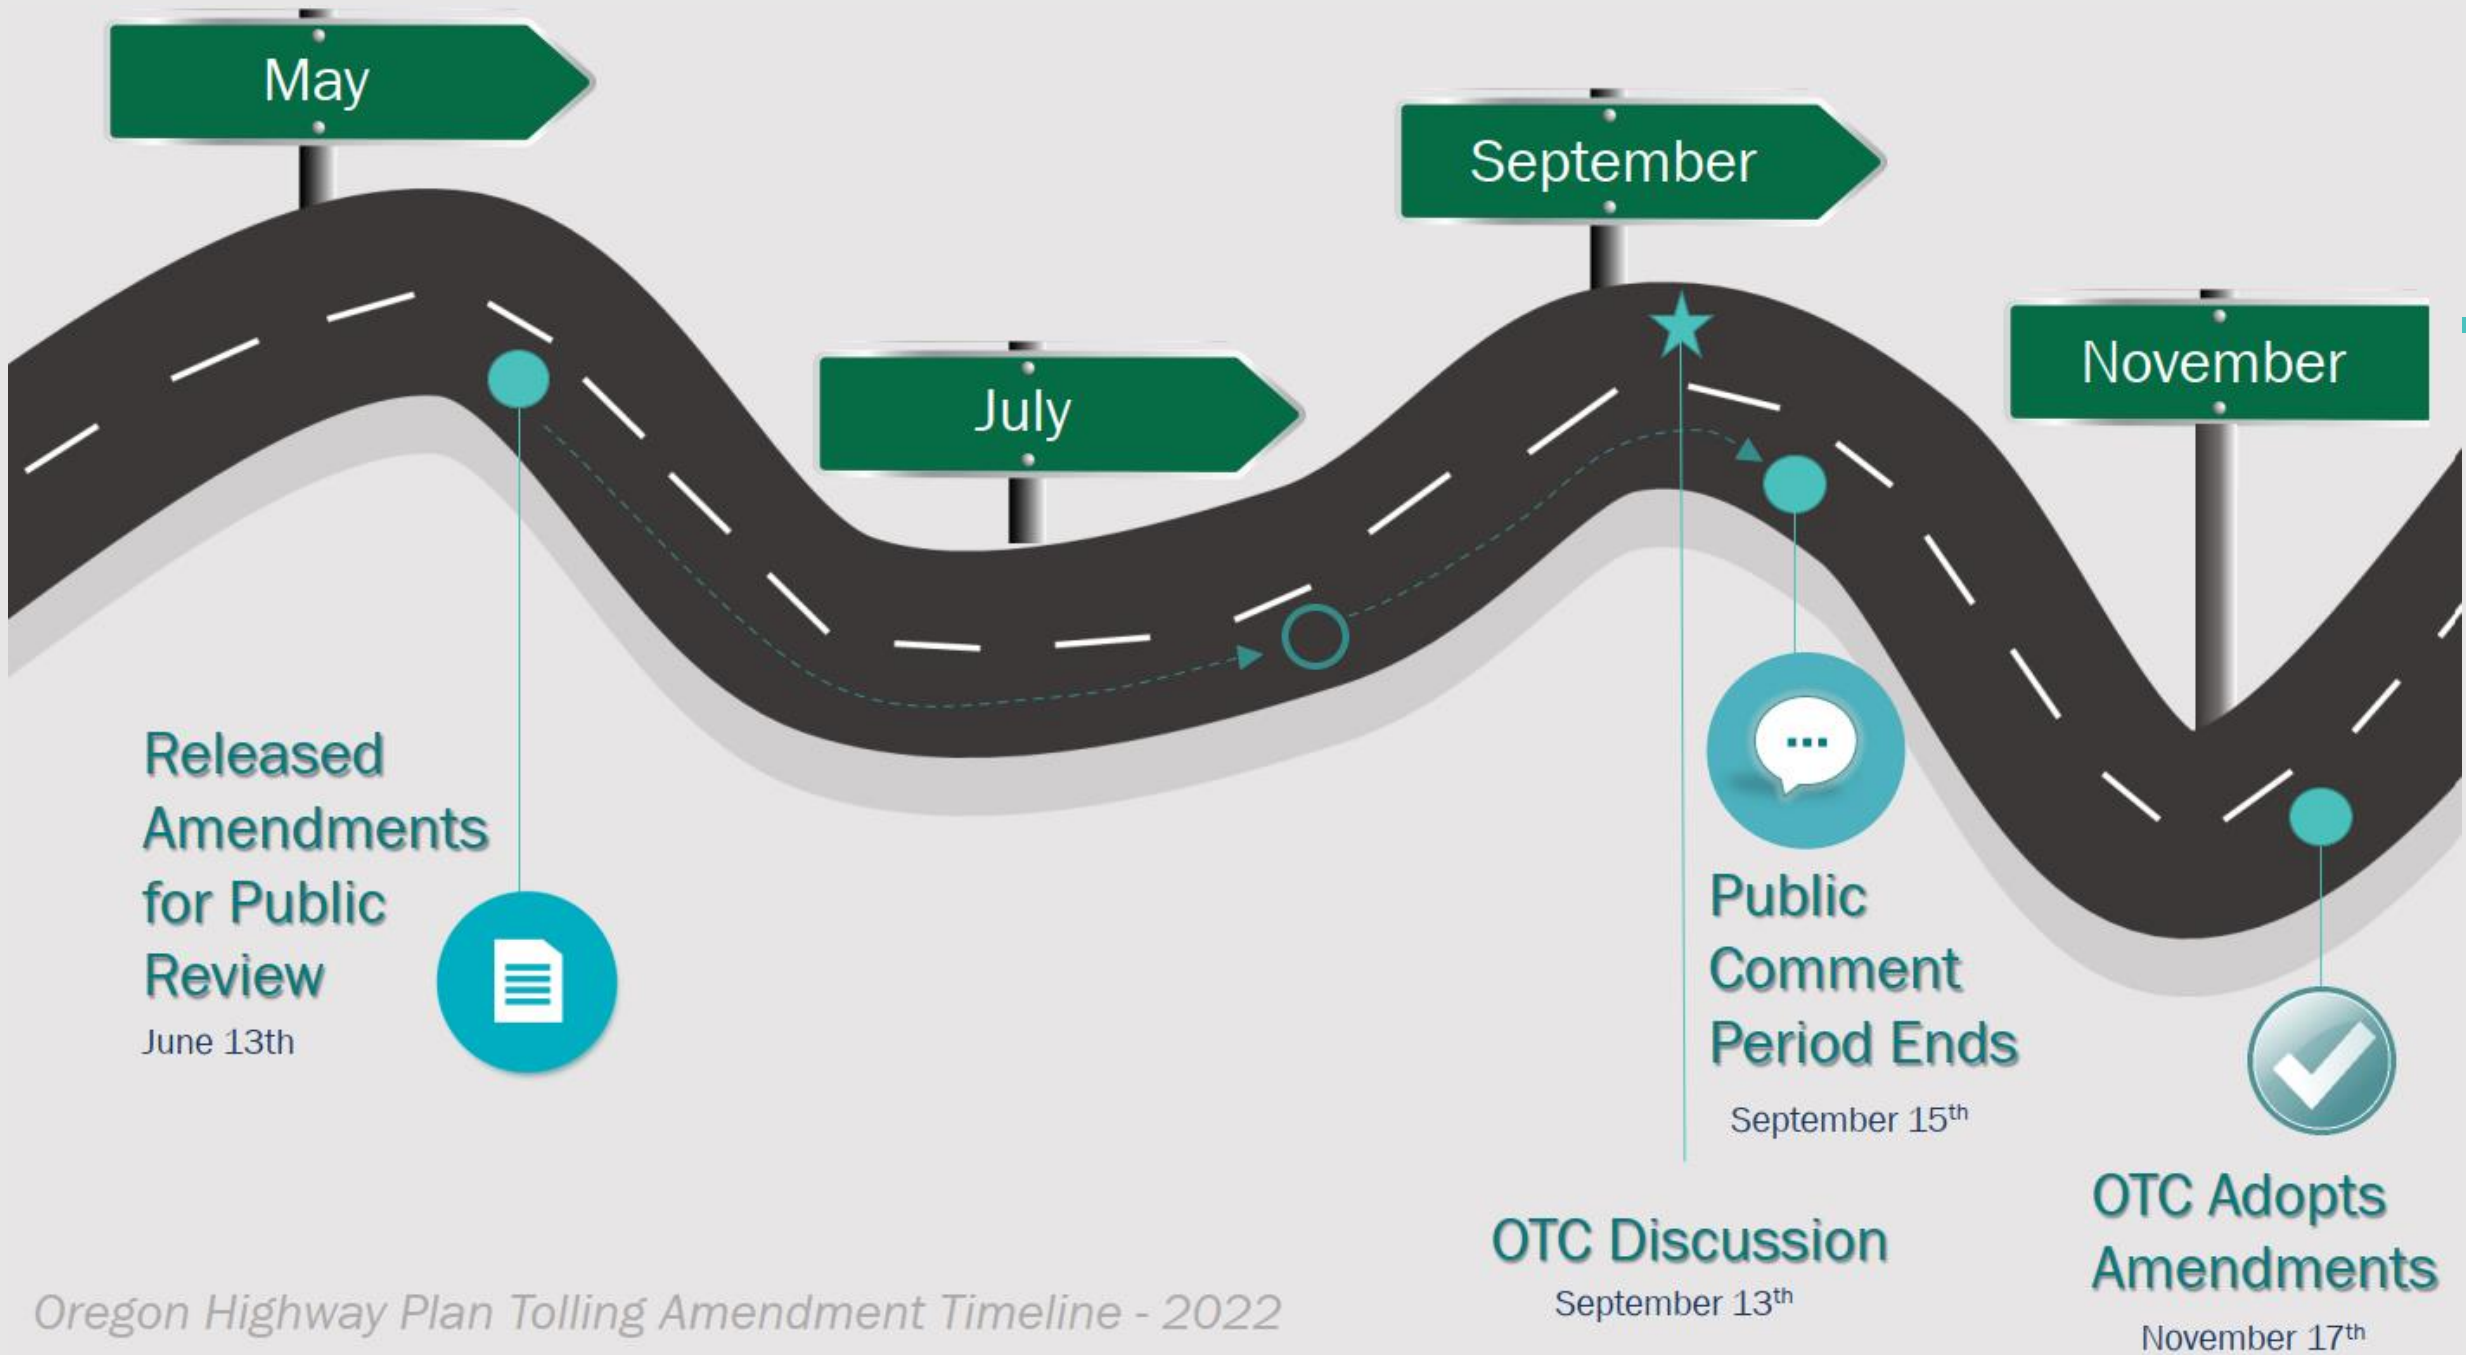 May
September
July
November
Released
Amendments
for Public
Review
June 13th
Public
Comment
Period Ends
September 15th
OTC Discussion
September 13th
OTC Adopts
Amendments
November 17th
Oregon Highway Plan Tolling Amendment Timeline - 2022